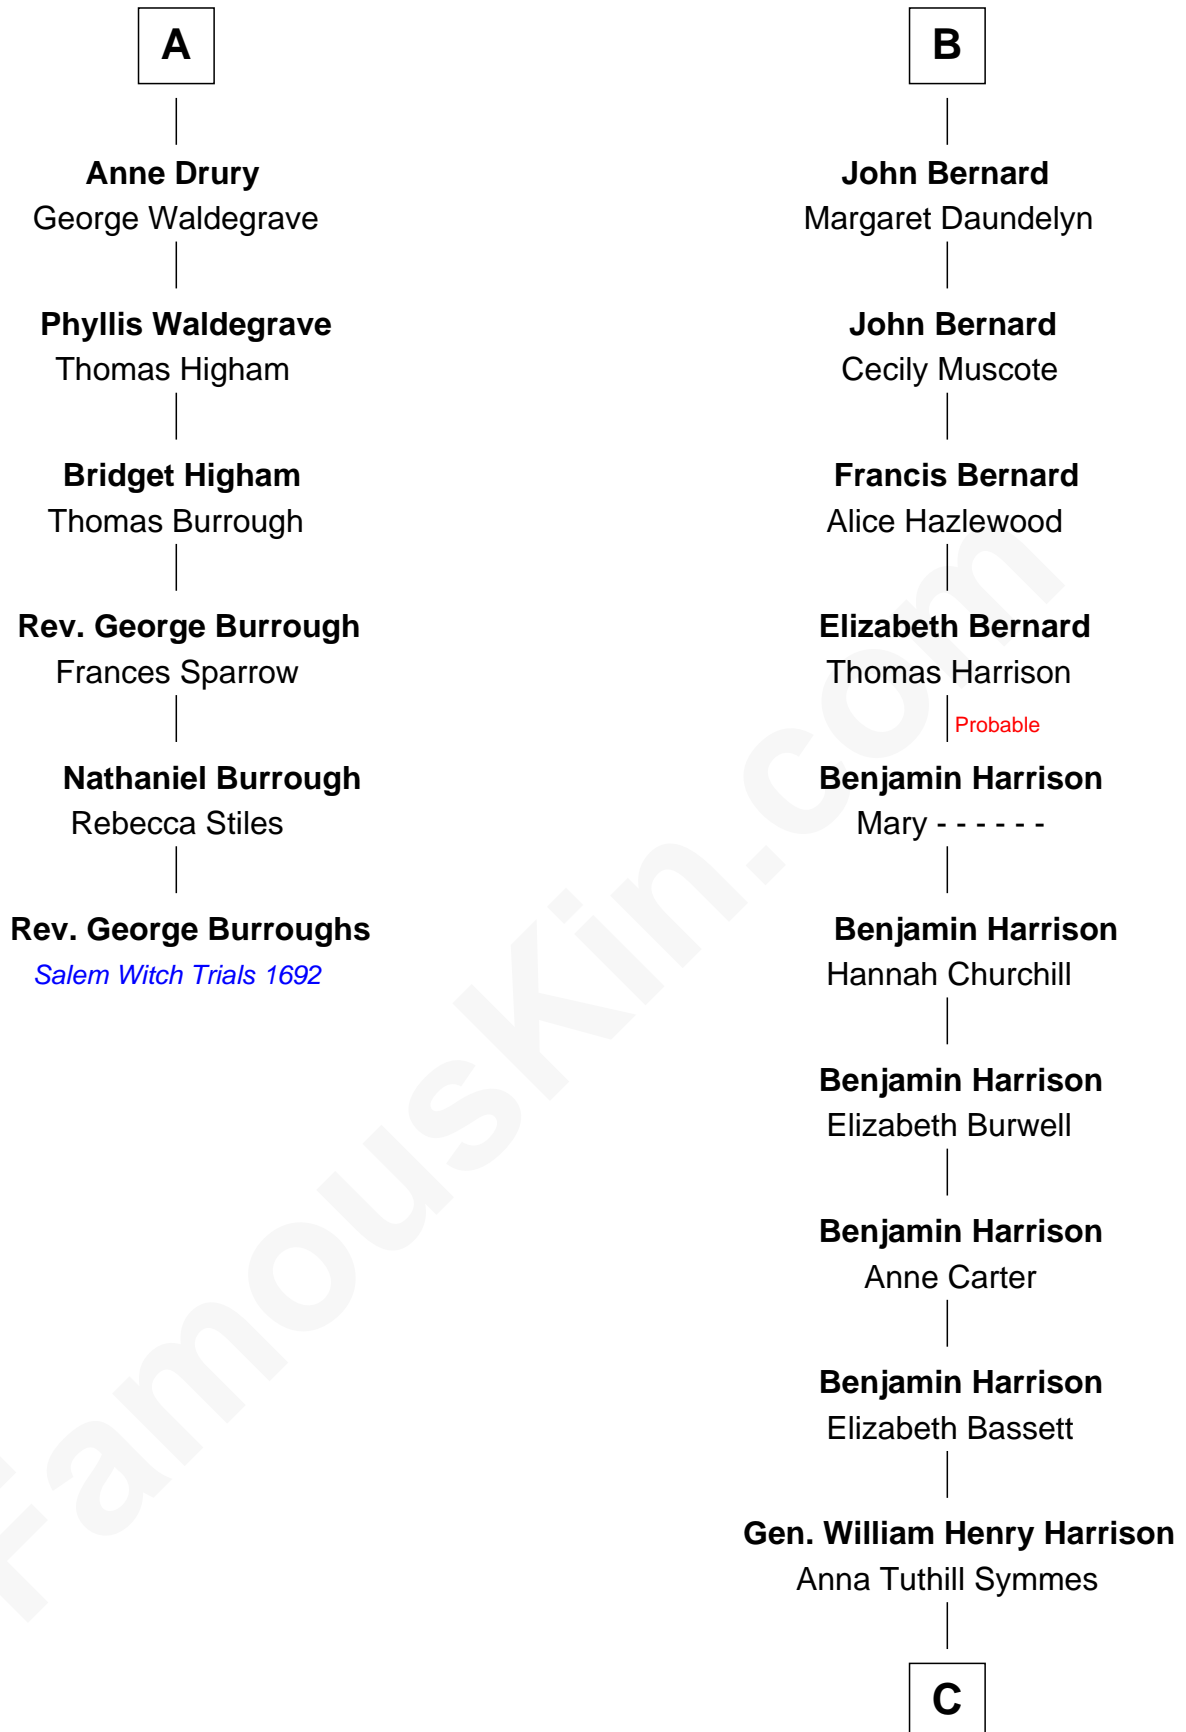 A
Anne Drury
George Waldegrave
Phyllis Waldegrave
Thomas Higham
Bridget Higham
Thomas Burrough
Rev. George Burrough
Frances Sparrow
Nathaniel Burrough
Rebecca Stiles
Rev. George Burroughs
Salem Witch Trials 1692
B
John Bernard
Margaret Daundelyn
John Bernard
Cecily Muscote
Francis Bernard
Alice Hazlewood
Elizabeth Bernard
Thomas Harrison
Probable
Benjamin Harrison
Mary - - - - - -
Benjamin Harrison
Hannah Churchill
Benjamin Harrison
Elizabeth Burwell
Benjamin Harrison
Anne Carter
Benjamin Harrison
Elizabeth Bassett
Gen. William Henry Harrison
Anna Tuthill Symmes
C
FamousKin.com